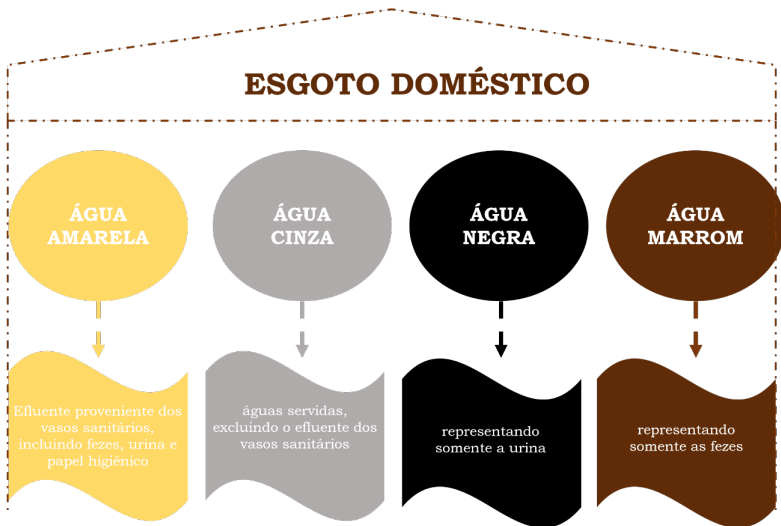 ESGOTO DOMÉSTICO
ÁGUA
AMARELA
ÁGUA
CINZA
ÁGUA
NEGRA
ÁGUA
MARROM
Efluente proveniente dos
vasos sanitários,
incluindo fezes, urina e
papel higiênico
águas servidas,
excluindo o efluente dos
vasos sanitários
representando
somente a urina
representando
somente as fezes